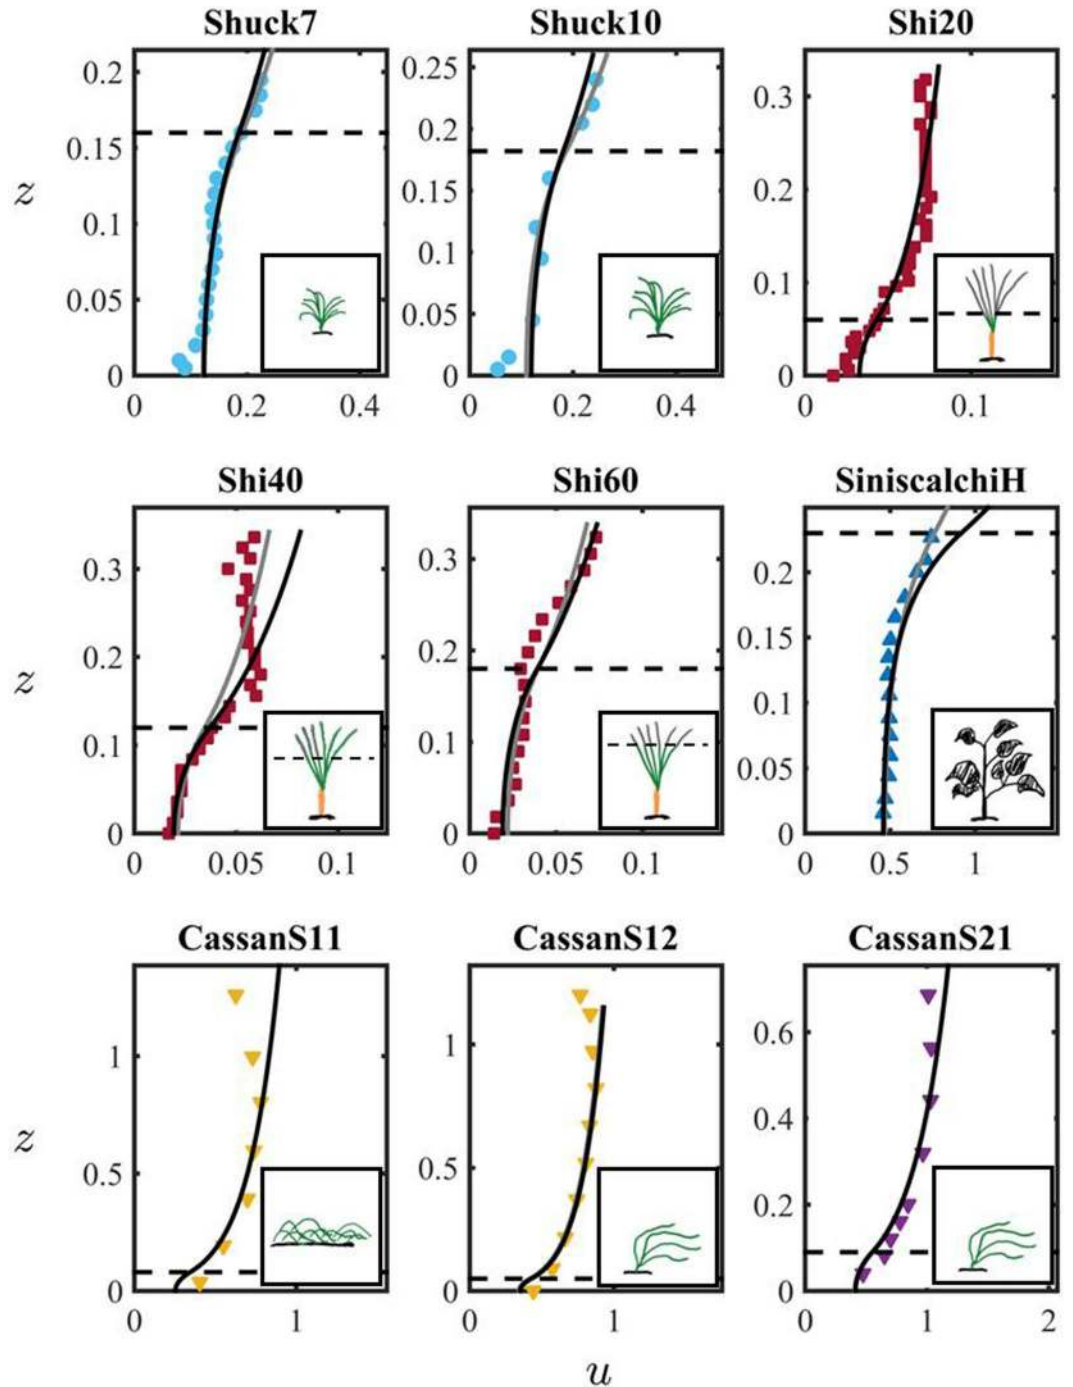 Shuck7 Shuck10 Shi20
0.2 0.25 0.3
0.15 0.2 0.2
z 0.1 0.15 0.1
0.05 0.1 0
0 0.05
0
0 0.2 0.4 0 0.2 0.4 0 0.1
Shi40 Shi60 SiniscalchiH
0.3 0.3 0.2
z 0.2 0.2 0.15
0.1 0.1 0.1
0 0 0.05
0
0 0.05 0.1 0 0.05 0.1 0 0.5 1
CassanS11 CassanS12 CassanS21
1 1 0.6
z 0.5 0.5 0.4
0 0 0.2
0
0 1 0 1 0 1 2
u